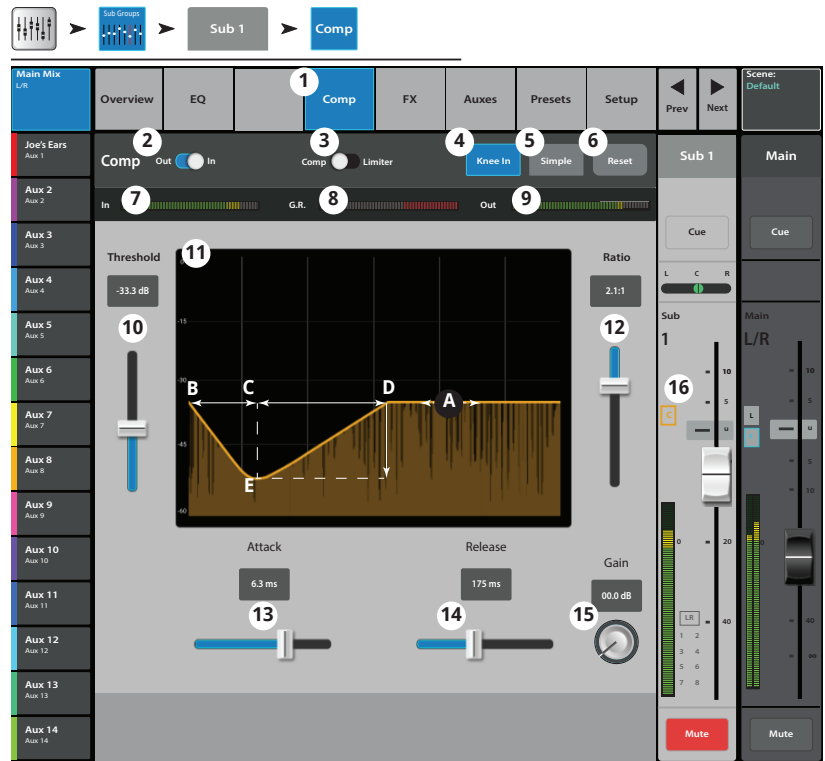 Sub Groups
Sub 1
Comp
Main Mix
L/R
Joe's Ears
Aux 1
Aux 2
Aux 2
Aux 3
Aux 3
Aux 4
Aux 4
Aux 5
Aux 5
Aux 6
Aux 6
Aux 7
Aux 7
Aux 8
Aux 8
Aux 9
Aux 9
Aux 10
Aux 10
Aux 11
Aux 11
Aux 12
Aux 12
Aux 13
Aux 13
Aux 14
Aux 14
1
Overview EQ Comp FX Auxes Presets Setup
2 3 4 5 6
Comp Out In Comp Limiter Knee In Simple Reset
In 7 G.R. 8 Out 9
Threshold
-33.3 dB
10
11
-15
-30
-45
-60
B C D
A
E
Ratio
2.1:1
12
Attack
6.3 ms
13
Release
175 ms
14
Gain
00.0 dB
15
Prev Next
Sub 1
Cue
L C R
Sub
1
16
C
10
5
U
5
10
0
20
40
LR
1 2
3 4
5 6
7 8
Mute
Scene:
Default
Main
Cue
Main
L/R
L
10
5
U
5
10
0
20
40
∞
Mute